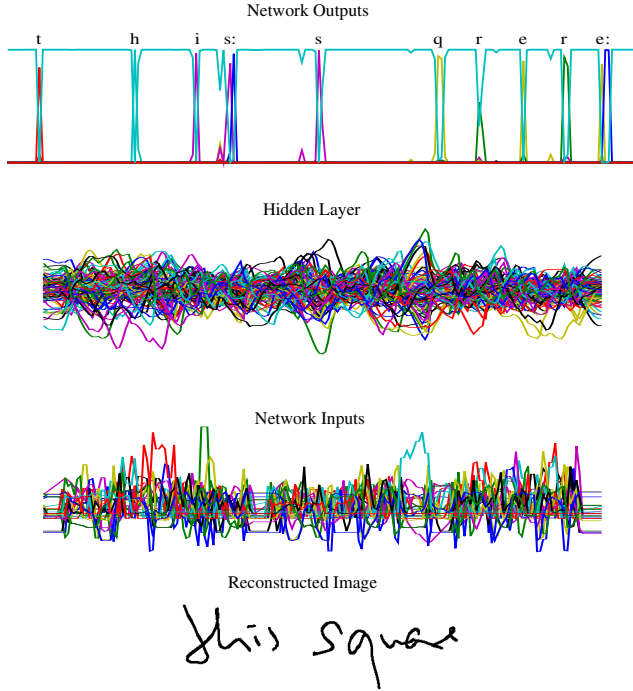 Network Outputs
t h i s: s q r e r e:
Hidden Layer
Network Inputs
Reconstructed Image
this square